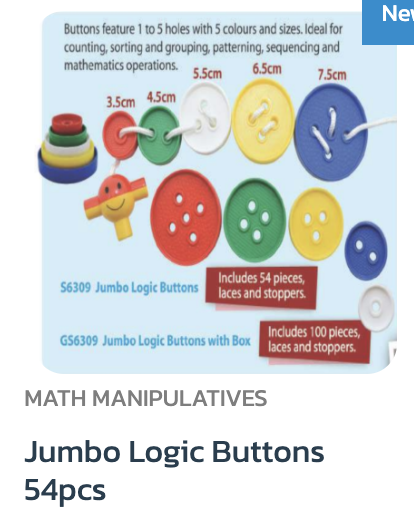 New
Buttons feature 1 to 5 holes with 5 colours and sizes. Ideal for
counting, sorting and grouping, patterning, sequencing and
mathematics operations.
3.5cm 4.5cm 5.5cm 6.5cm 7.5cm
S6309 Jumbo Logic Buttons
Includes 54 pieces,
laces and stoppers.
GS6309 Jumbo Logic Buttons with Box
Includes 100 pieces,
laces and stoppers.
MATH MANIPULATIVES
Jumbo Logic Buttons
54pcs